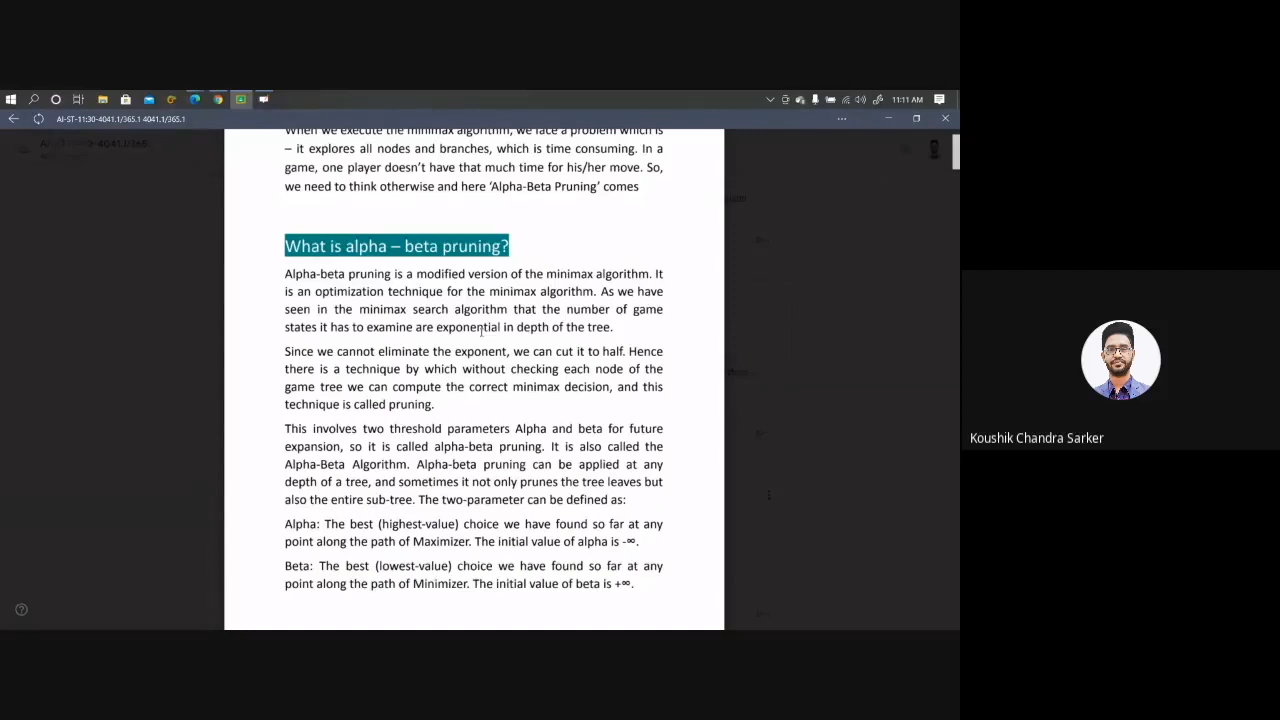 11:11 AM
AI-ST-11:30-4041.1/365.1 4041.1/365.1
When we execute the minimax algorithm, we face a problem which is
– it explores all nodes and branches, which is time consuming. In a
game, one player doesn't have that much time for his/her move. So,
we need to think otherwise and here 'Alpha-Beta Pruning' comes
What is alpha – beta pruning?
Alpha-beta pruning is a modified version of the minimax algorithm. It
is an optimization technique for the minimax algorithm. As we have
seen in the minimax search algorithm that the number of game
states it has to examine are exponential in depth of the tree.
Since we cannot eliminate the exponent, we can cut it to half. Hence
there is a technique by which without checking each node of the
game tree we can compute the correct minimax decision, and this
technique is called pruning.
This involves two threshold parameters Alpha and beta for future
expansion, so it is called alpha-beta pruning. It is also called the
Alpha-Beta Algorithm. Alpha-beta pruning can be applied at any
depth of a tree, and sometimes it not only prunes the tree leaves but
also the entire sub-tree. The two-parameter can be defined as:
Alpha: The best (highest-value) choice we have found so far at any
point along the path of Maximizer. The initial value of alpha is -∞.
Beta: The best (lowest-value) choice we have found so far at any
point along the path of Minimizer. The initial value of beta is +∞.
Koushik Chandra Sarker